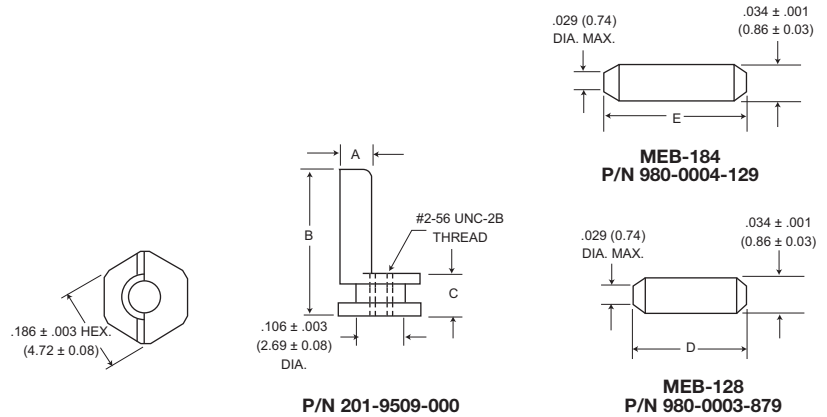 .186 ± .003 HEX.
(4.72 ± 0.08)
A
B
#2-56 UNC-2B
THREAD
C
.106 ± .003
(2.69 ± 0.08)
DIA.
P/N 201-9509-000
.029 (0.74)
DIA. MAX.
.034 ± .001
(0.86 ± 0.03)
E
MEB-184
P/N 980-0004-129
.029 (0.74)
DIA. MAX.
.034 ± .001
(0.86 ± 0.03)
D
MEB-128
P/N 980-0003-879